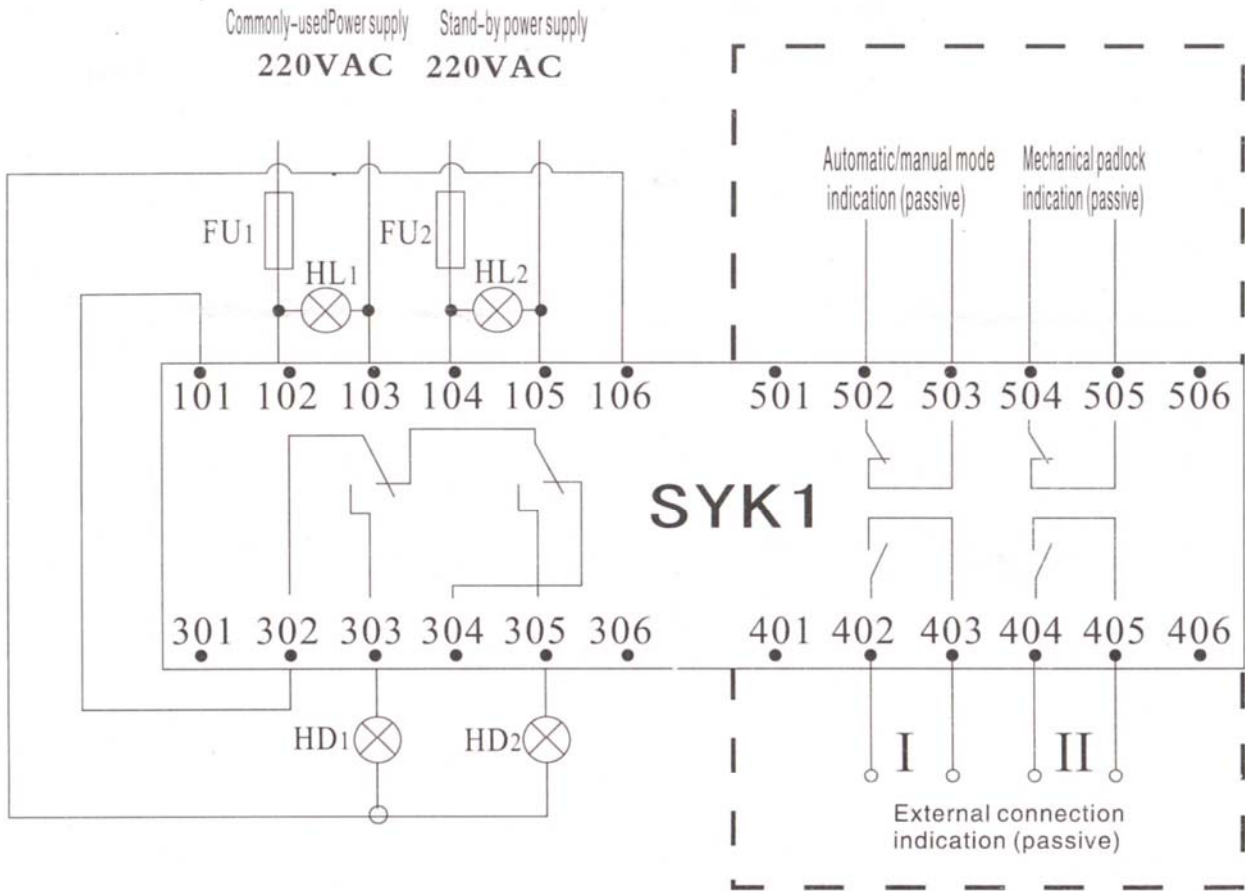 Commonly-usedPower supply Stand-by power supply
220VAC 220VAC
Automatic/manual mode
indication (passive)
Mechanical padlock
indication (passive)
FU1 FU2
HL1 HL2
101 102 103 104 105 106 501 502 503 504 505 506
SYK1
301 302 303 304 305 306 401 402 403 404 405 406
HD1 HD2
I II
External connection
indication (passive)